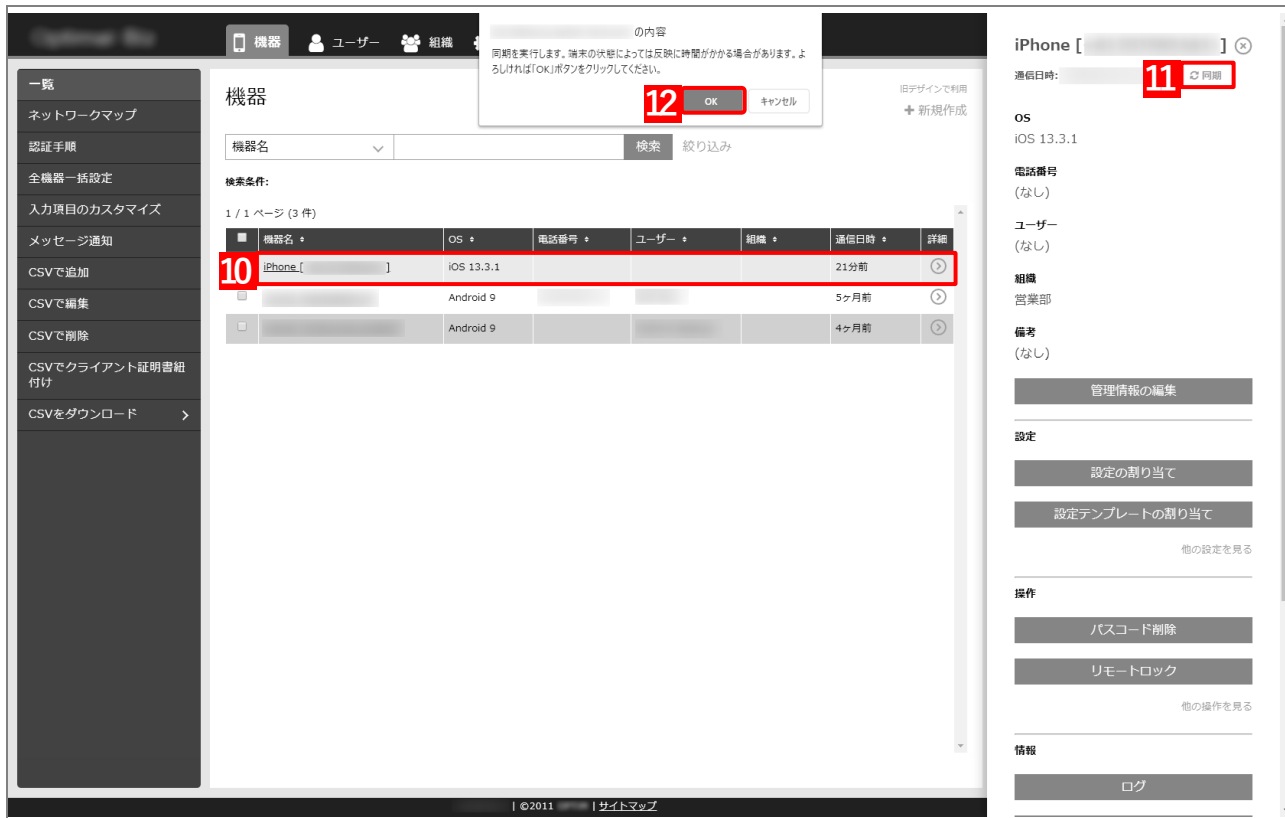 機器
ユーザー
組織
の内容
同期を実行します。端末の状態によっては反映に時間がかかる場合があります。よ
ろしければ「OK」ボタンをクリックしてください。
12
OK
キャンセル
一覧
ネットワークマップ
認証手順
全機器一括設定
入力項目のカスタマイズ
メッセージ通知
CSVで追加
CSVで編集
CSVで削除
CSVでクライアント証明書紐
付け
CSVをダウンロード
機器
旧デザインで利用
+ 新規作成
機器名
検索
絞り込み
検索条件:
1 / 1 ページ (3 件)
機器名 OS 電話番号 ユーザー 組織 通信日時 詳細
10
iPhone [ ] iOS 13.3.1 21分前
Android 9 5ヶ月前
Android 9 4ヶ月前
iPhone [ ]
通信日時:
11
同期
OS
iOS 13.3.1
電話番号
(なし)
ユーザー
(なし)
組織
営業部
備考
(なし)
管理情報の編集
設定
設定の割り当て
設定テンプレートの割り当て
他の設定を見る
操作
パスコード削除
リモートロック
他の操作を見る
情報
ログ
| ©2011 | サイトマップ